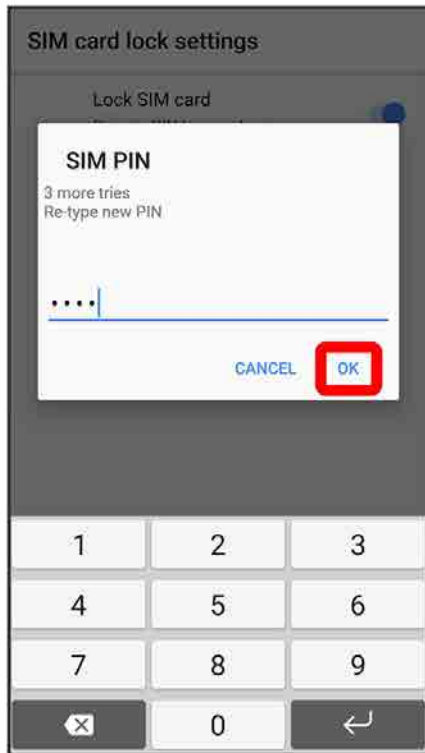 SIM card lock settings
Lock SIM card
SIM PIN
3 more tries
Re-type new PIN
••••
CANCEL OK
1 2 3
4 5 6
7 8 9
0